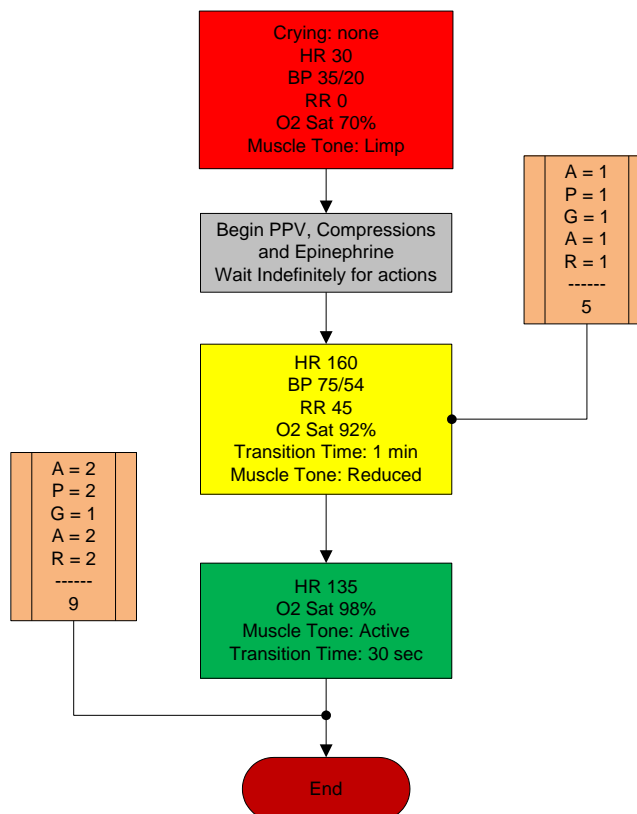 Crying: none
HR 30
BP 35/20
RR 0
O2 Sat 70%
Muscle Tone: Limp
A = 1
P = 1
G = 1
A = 1
R = 1
------
5
Begin PPV, Compressions
and Epinephrine
Wait Indefinitely for actions
HR 160
BP 75/54
RR 45
O2 Sat 92%
Transition Time: 1 min
Muscle Tone: Reduced
A = 2
P = 2
G = 1
A = 2
R = 2
------
9
HR 135
O2 Sat 98%
Muscle Tone: Active
Transition Time: 30 sec
End